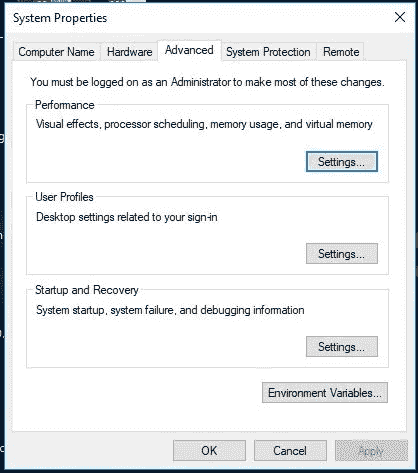 System Properties
Computer Name
Hardware
Advanced
System Protection
Remote
You must be logged on as an Administrator to make most of these changes.
Performance
Visual effects, processor scheduling, memory usage, and virtual memory
Settings...
User Profiles
Desktop settings related to your sign-in
Settings...
Startup and Recovery
System startup, system failure, and debugging information
Settings...
Environment Variables...
OK
Cancel
Apply